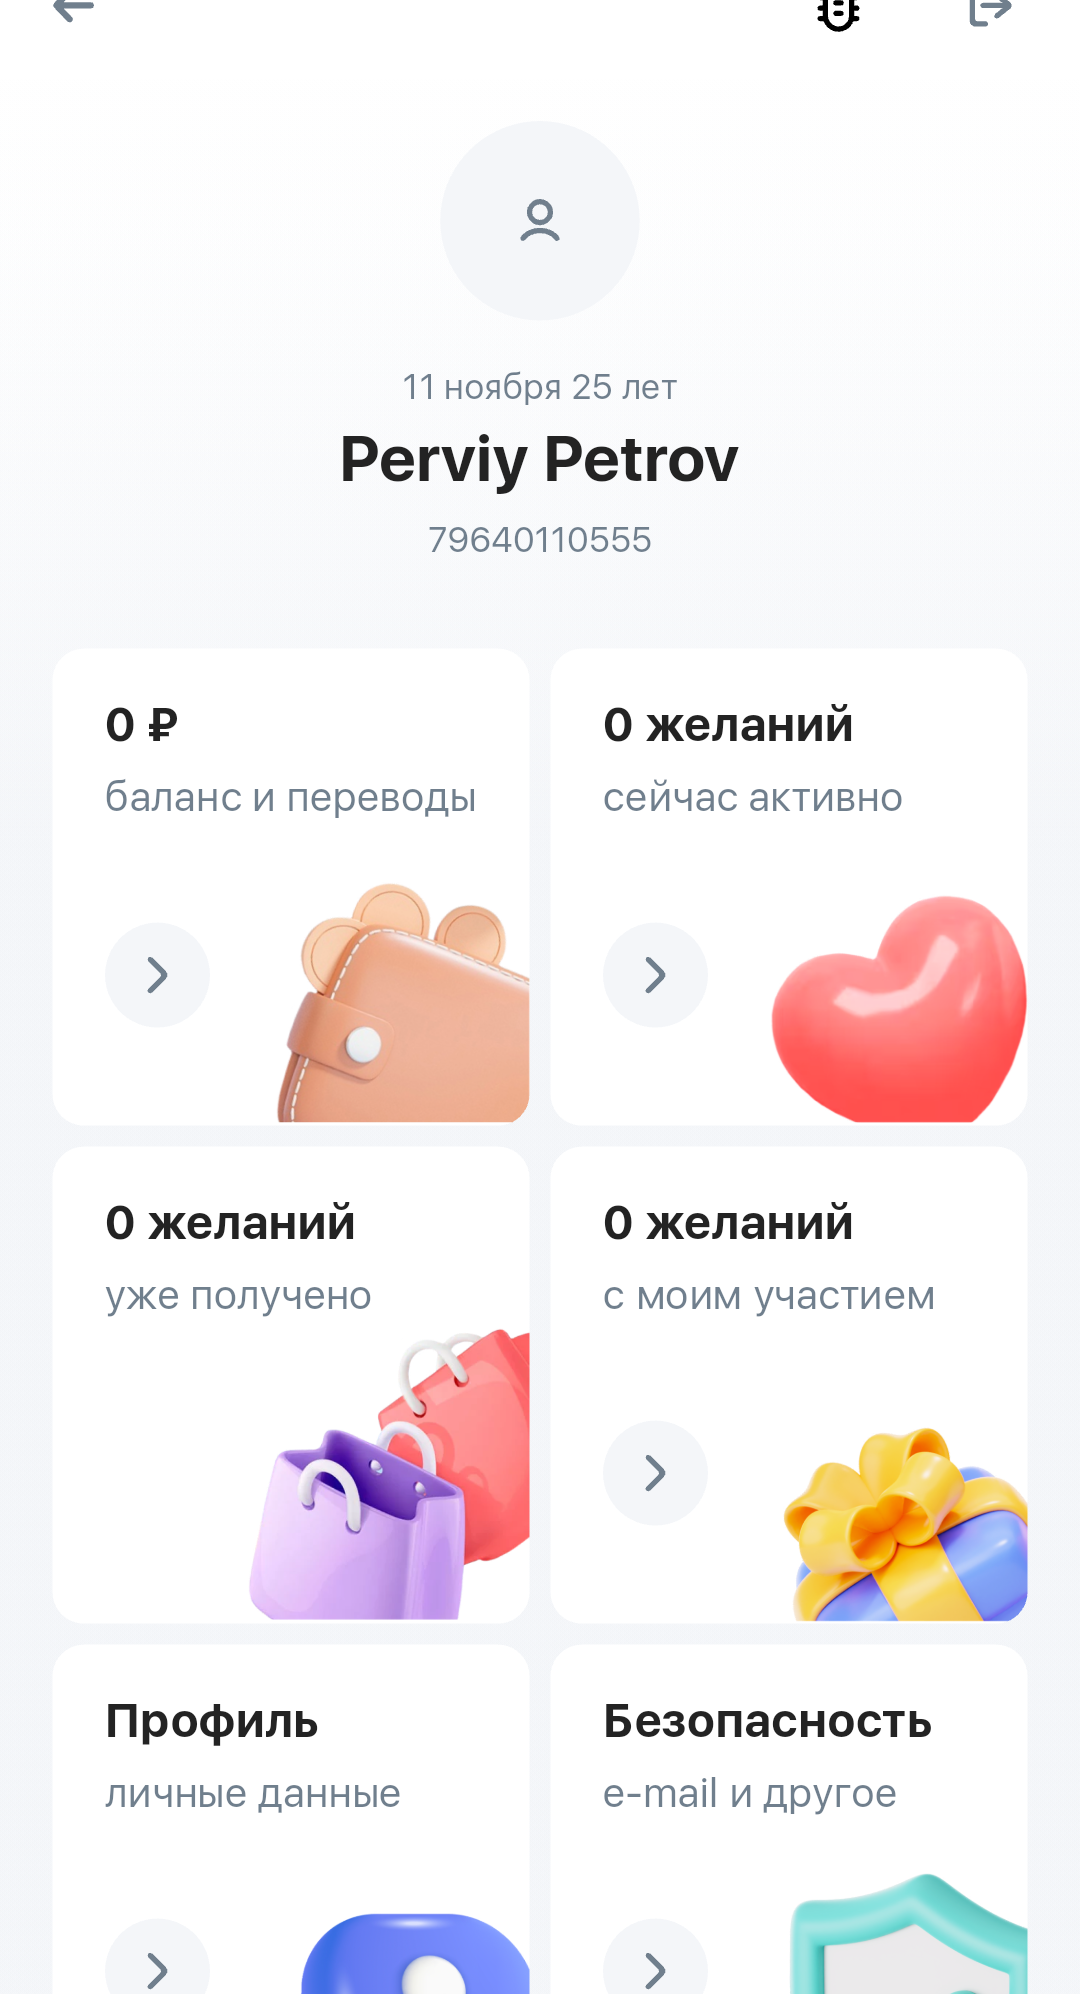 11 ноября 25 лет
Perviy Petrov
79640110555
0 ₽
баланс и переводы
0 желаний
сейчас активно
0 желаний
уже получено
0 желаний
с моим участием
Профиль
личные данные
Безопасность
e-mail и другое